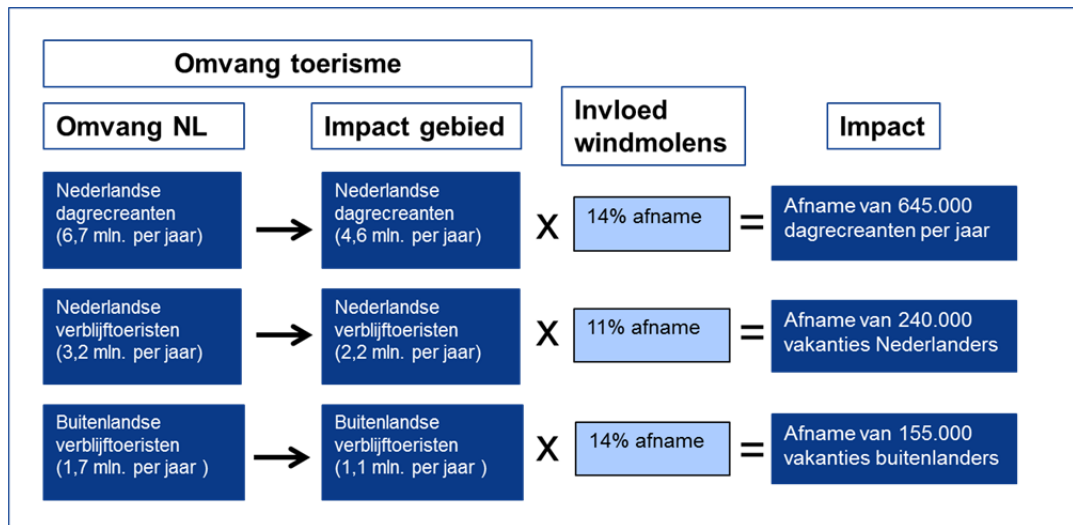 Omvang toerisme
Omvang NL
Impact gebied
Invloed
windmolens
Impact
Nederlandse
dagrecreanten
(6,7 mln. per jaar)
Nederlandse
dagrecreanten
(4,6 mln. per jaar)
X
14% afname
=
Afname van 645.000
dagrecreanten per jaar
Nederlandse
verblijftoeristen
(3,2 mln. per jaar)
Nederlandse
verblijftoeristen
(2,2 mln. per jaar)
X
11% afname
=
Afname van 240.000
vakanties Nederlanders
Buitenlandse
verblijftoeristen
(1,7 mln. per jaar )
Buitenlandse
verblijftoeristen
(1,1 mln. per jaar )
X
14% afname
=
Afname van 155.000
vakanties buitenlanders